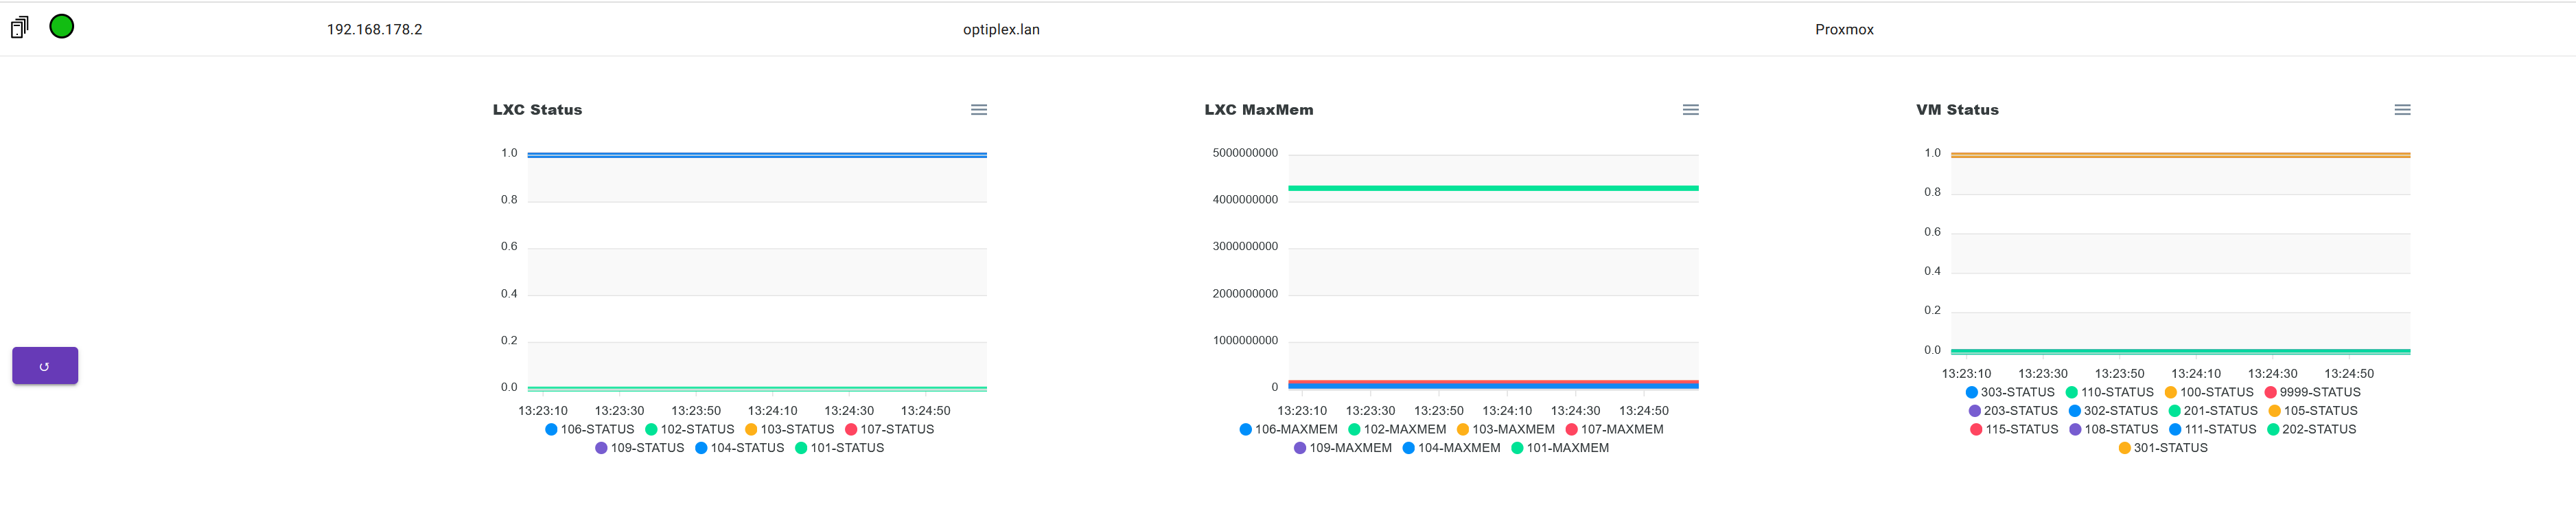 192.168.178.2 optiplex.lan Proxmox
LXC Status
1.0
0.8
0.6
0.4
0.2
0.0
13:23:10 13:23:30 13:23:50 13:24:10 13:24:30 13:24:50
106-STATUS 102-STATUS 103-STATUS 107-STATUS
109-STATUS 104-STATUS 101-STATUS
LXC MaxMem
5000000000
4000000000
3000000000
2000000000
1000000000
0
13:23:10 13:23:30 13:23:50 13:24:10 13:24:30 13:24:50
106-MAXMEM 102-MAXMEM 103-MAXMEM 107-MAXMEM
109-MAXMEM 104-MAXMEM 101-MAXMEM
VM Status
1.0
0.8
0.6
0.4
0.2
0.0
13:23:10 13:23:30 13:23:50 13:24:10 13:24:30 13:24:50
303-STATUS 110-STATUS 100-STATUS 9999-STATUS
203-STATUS 302-STATUS 201-STATUS 105-STATUS
115-STATUS 108-STATUS 111-STATUS 202-STATUS
301-STATUS